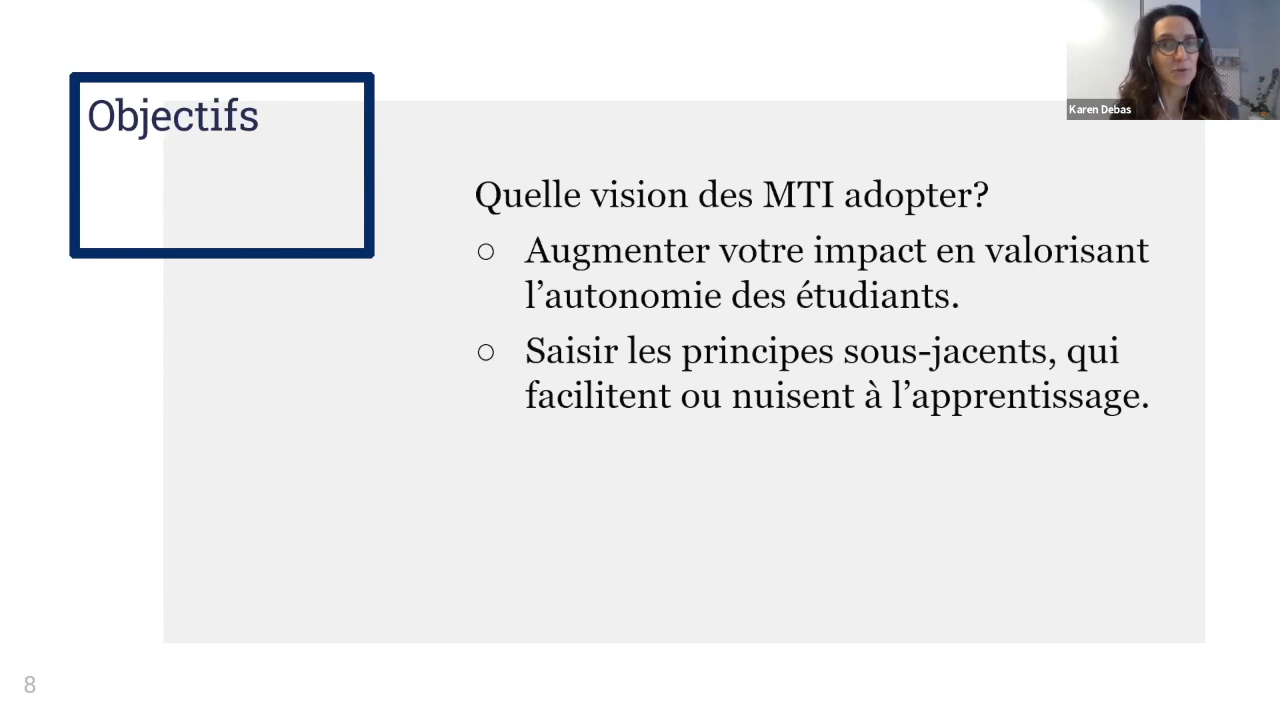 Objectifs
Karen Debas
Quelle vision des MTI adopter?
○ Augmenter votre impact en valorisant
l’autonomie des étudiants.
○ Saisir les principes sous-jacents, qui
facilitent ou nuisent à l’apprentissage.
8